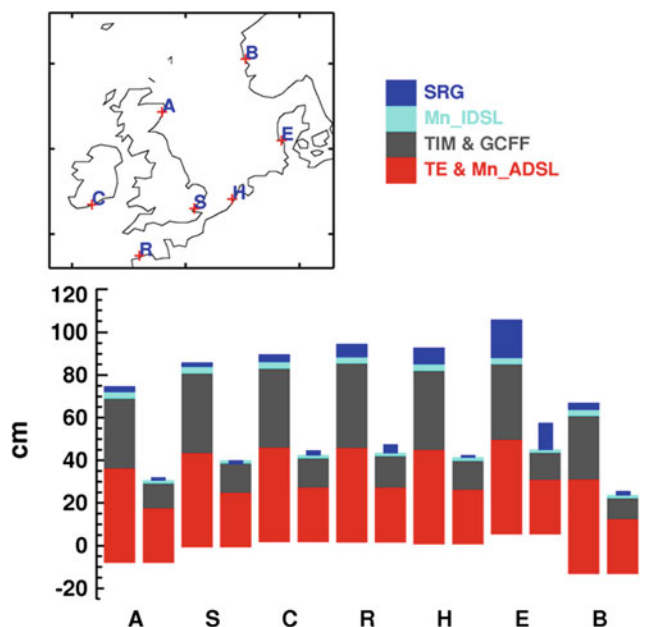 B
A
E
C
S
H
R
SRG
Mn_IDSL
TIM & GCFF
TE & Mn_ADSL
120
100
80
60
40
20
0
-20
cm
A S C R H E B